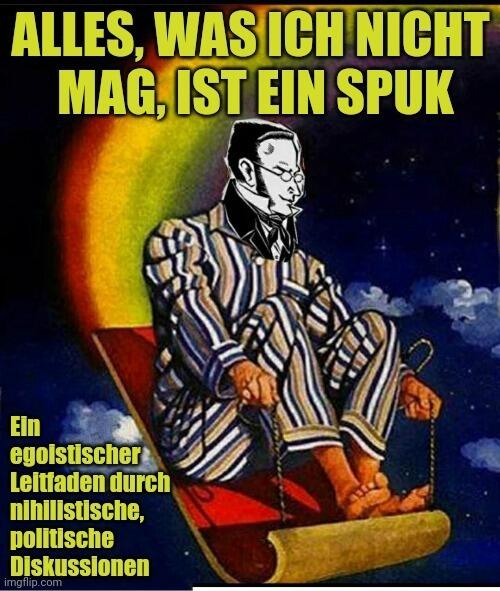 ALLES, WAS ICH NICHT
MAG, IST EIN SPUK
Ein
egoistischer
Leitfaden durch
nihilistische,
politische
Diskussionen
imgflip.com